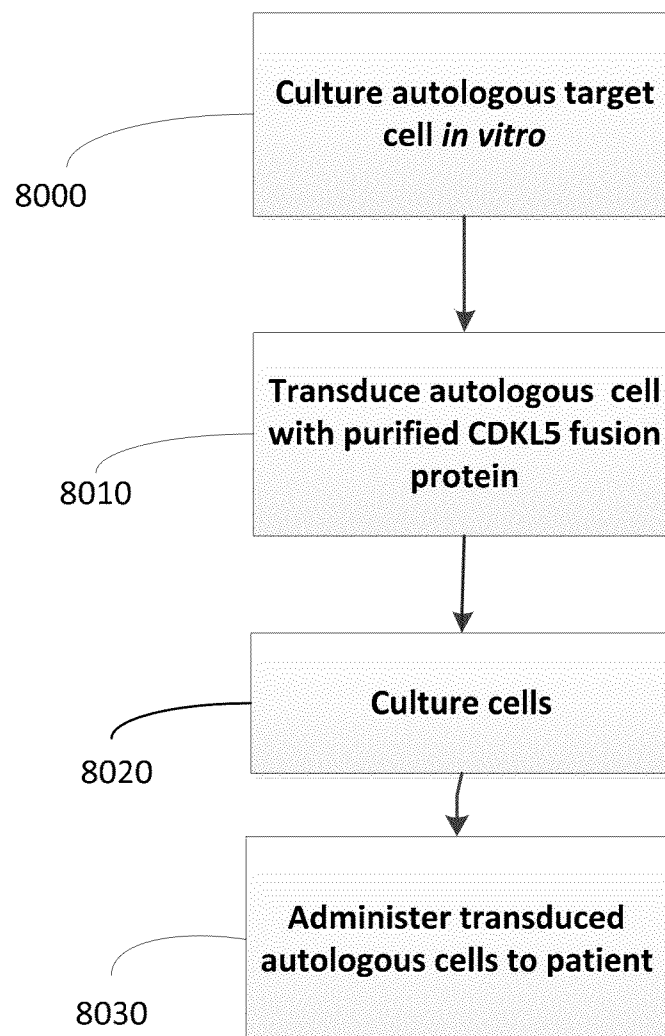 Culture autologous target
cell in vitro
8000
Transduce autologous cell
with purified CDKL5 fusion
protein
8010
Culture cells
8020
Administer transduced
autologous cells to patient
8030